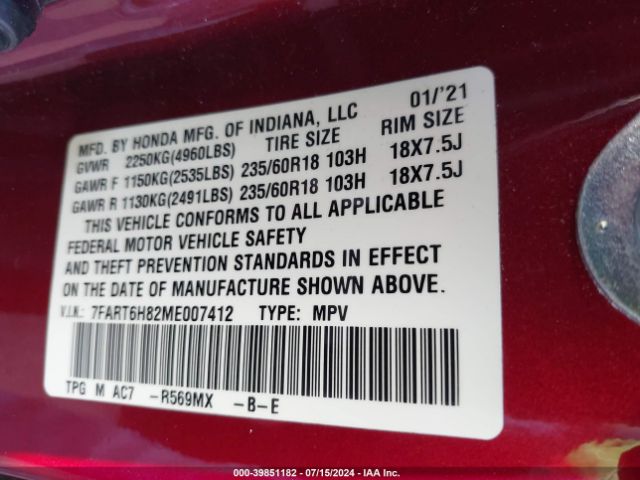 MFD. BY HONDA MFG. OF INDIANA, LLC 01/'21
GVWR 2250KG(4960LBS) TIRE SIZE RIM SIZE
GAWR F 1150KG(2535LBS) 235/60R18 103H 18X7.5J
GAWR R 1130KG(2491LBS) 235/60R18 103H 18X7.5J
THIS VEHICLE CONFORMS TO ALL APPLICABLE
FEDERAL MOTOR VEHICLE SAFETY
AND THEFT PREVENTION STANDARDS IN EFFECT
ON THE DATE OF MANUFACTURE SHOWN ABOVE.
V.I.N.: 7FART6H82ME007412 TYPE: MPV
TPG M AC7 -R569MX -B-E
000-39851182 - 07/15/2024 - IAA Inc.